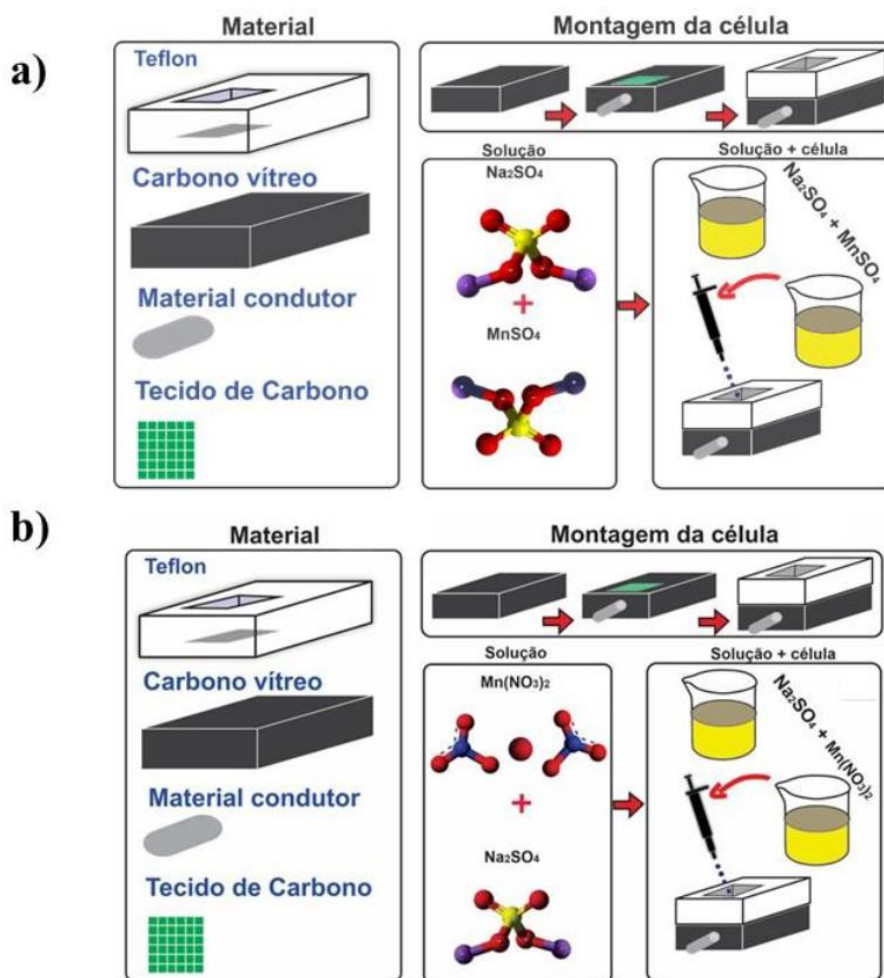 a)
Material
Teflon
Carbono vítreo
Material condutor
Tecido de Carbono
Montagem da célula
Solução
Na₂SO₄
+
MnSO₄
Solução + célula
Na₂SO₄ + MnSO₄
b)
Material
Teflon
Carbono vítreo
Material condutor
Tecido de Carbono
Montagem da célula
Solução
Mn(NO₃)₂
+
Na₂SO₄
Solução + célula
Na₂SO₄ + Mn(NO₃)₂